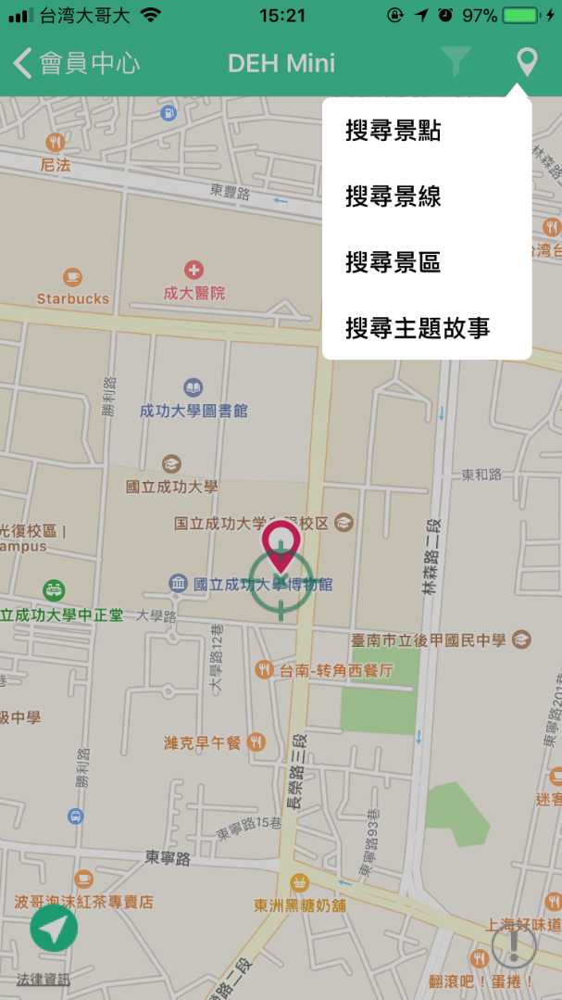 台湾大哥大
15:21
97%
會員中心
DEH Mini
搜尋景點
搜尋景線
搜尋景區
搜尋主題故事
尼法
東豐路
林森路
Starbucks
成大醫院
勝利路
成功大學圖書館
國立成功大學
東和路
国立成功大学
校区
光復校區 |
ampus
林森路二段
國立成功大學博物館
立成功大學中正堂
大學路
大學路12巷
臺南市立後甲國民中學
台南-转角西餐厅
級中學
東寧路201巷
濰克早午餐
長榮路三段
勝利路
迷客
東寧路15巷
東寧路93巷
東寧路
波哥泡沫紅茶專賣店
東洲黑糖奶舖
上海好味道
法律資訊
路二段
翻滾吧！蛋捲！